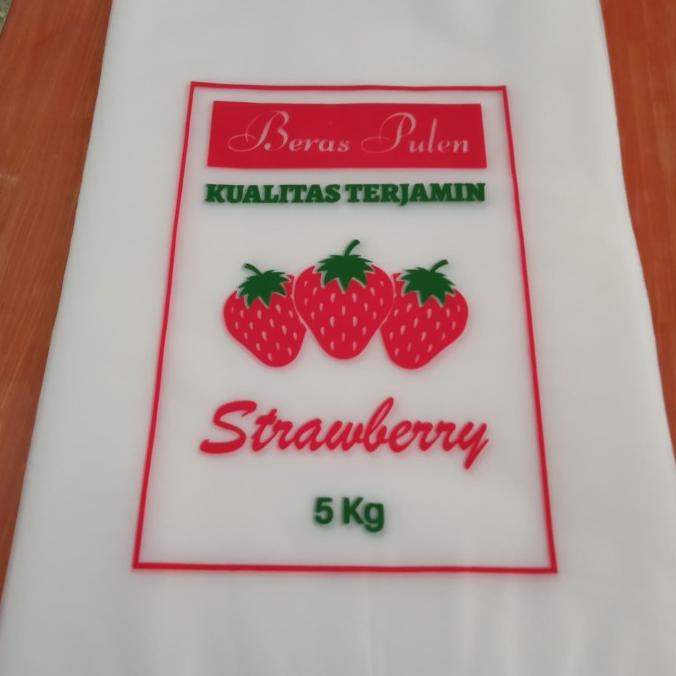 Beras Pulen
KUALITAS TERJAMIN
Strawberry
5 Kg